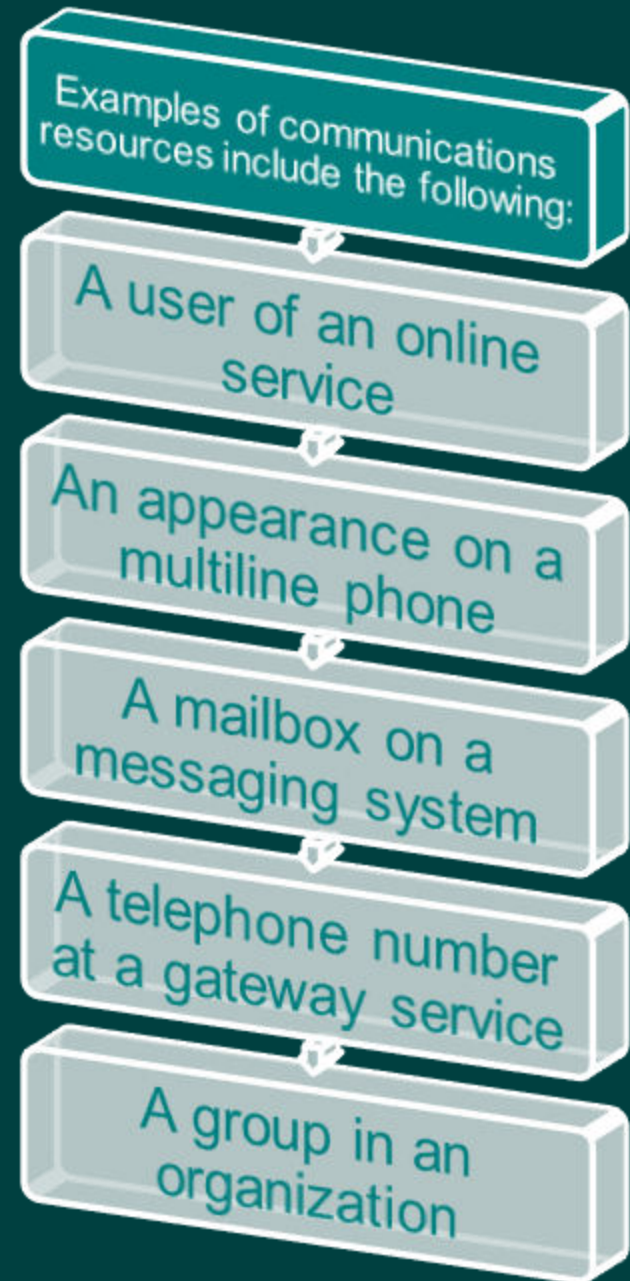 Examples of communications
resources include the following:
A user of an online
service
An appearance on a
multiline phone
A mailbox on a
messaging system
A telephone number
at a gateway service
A group in an
organization